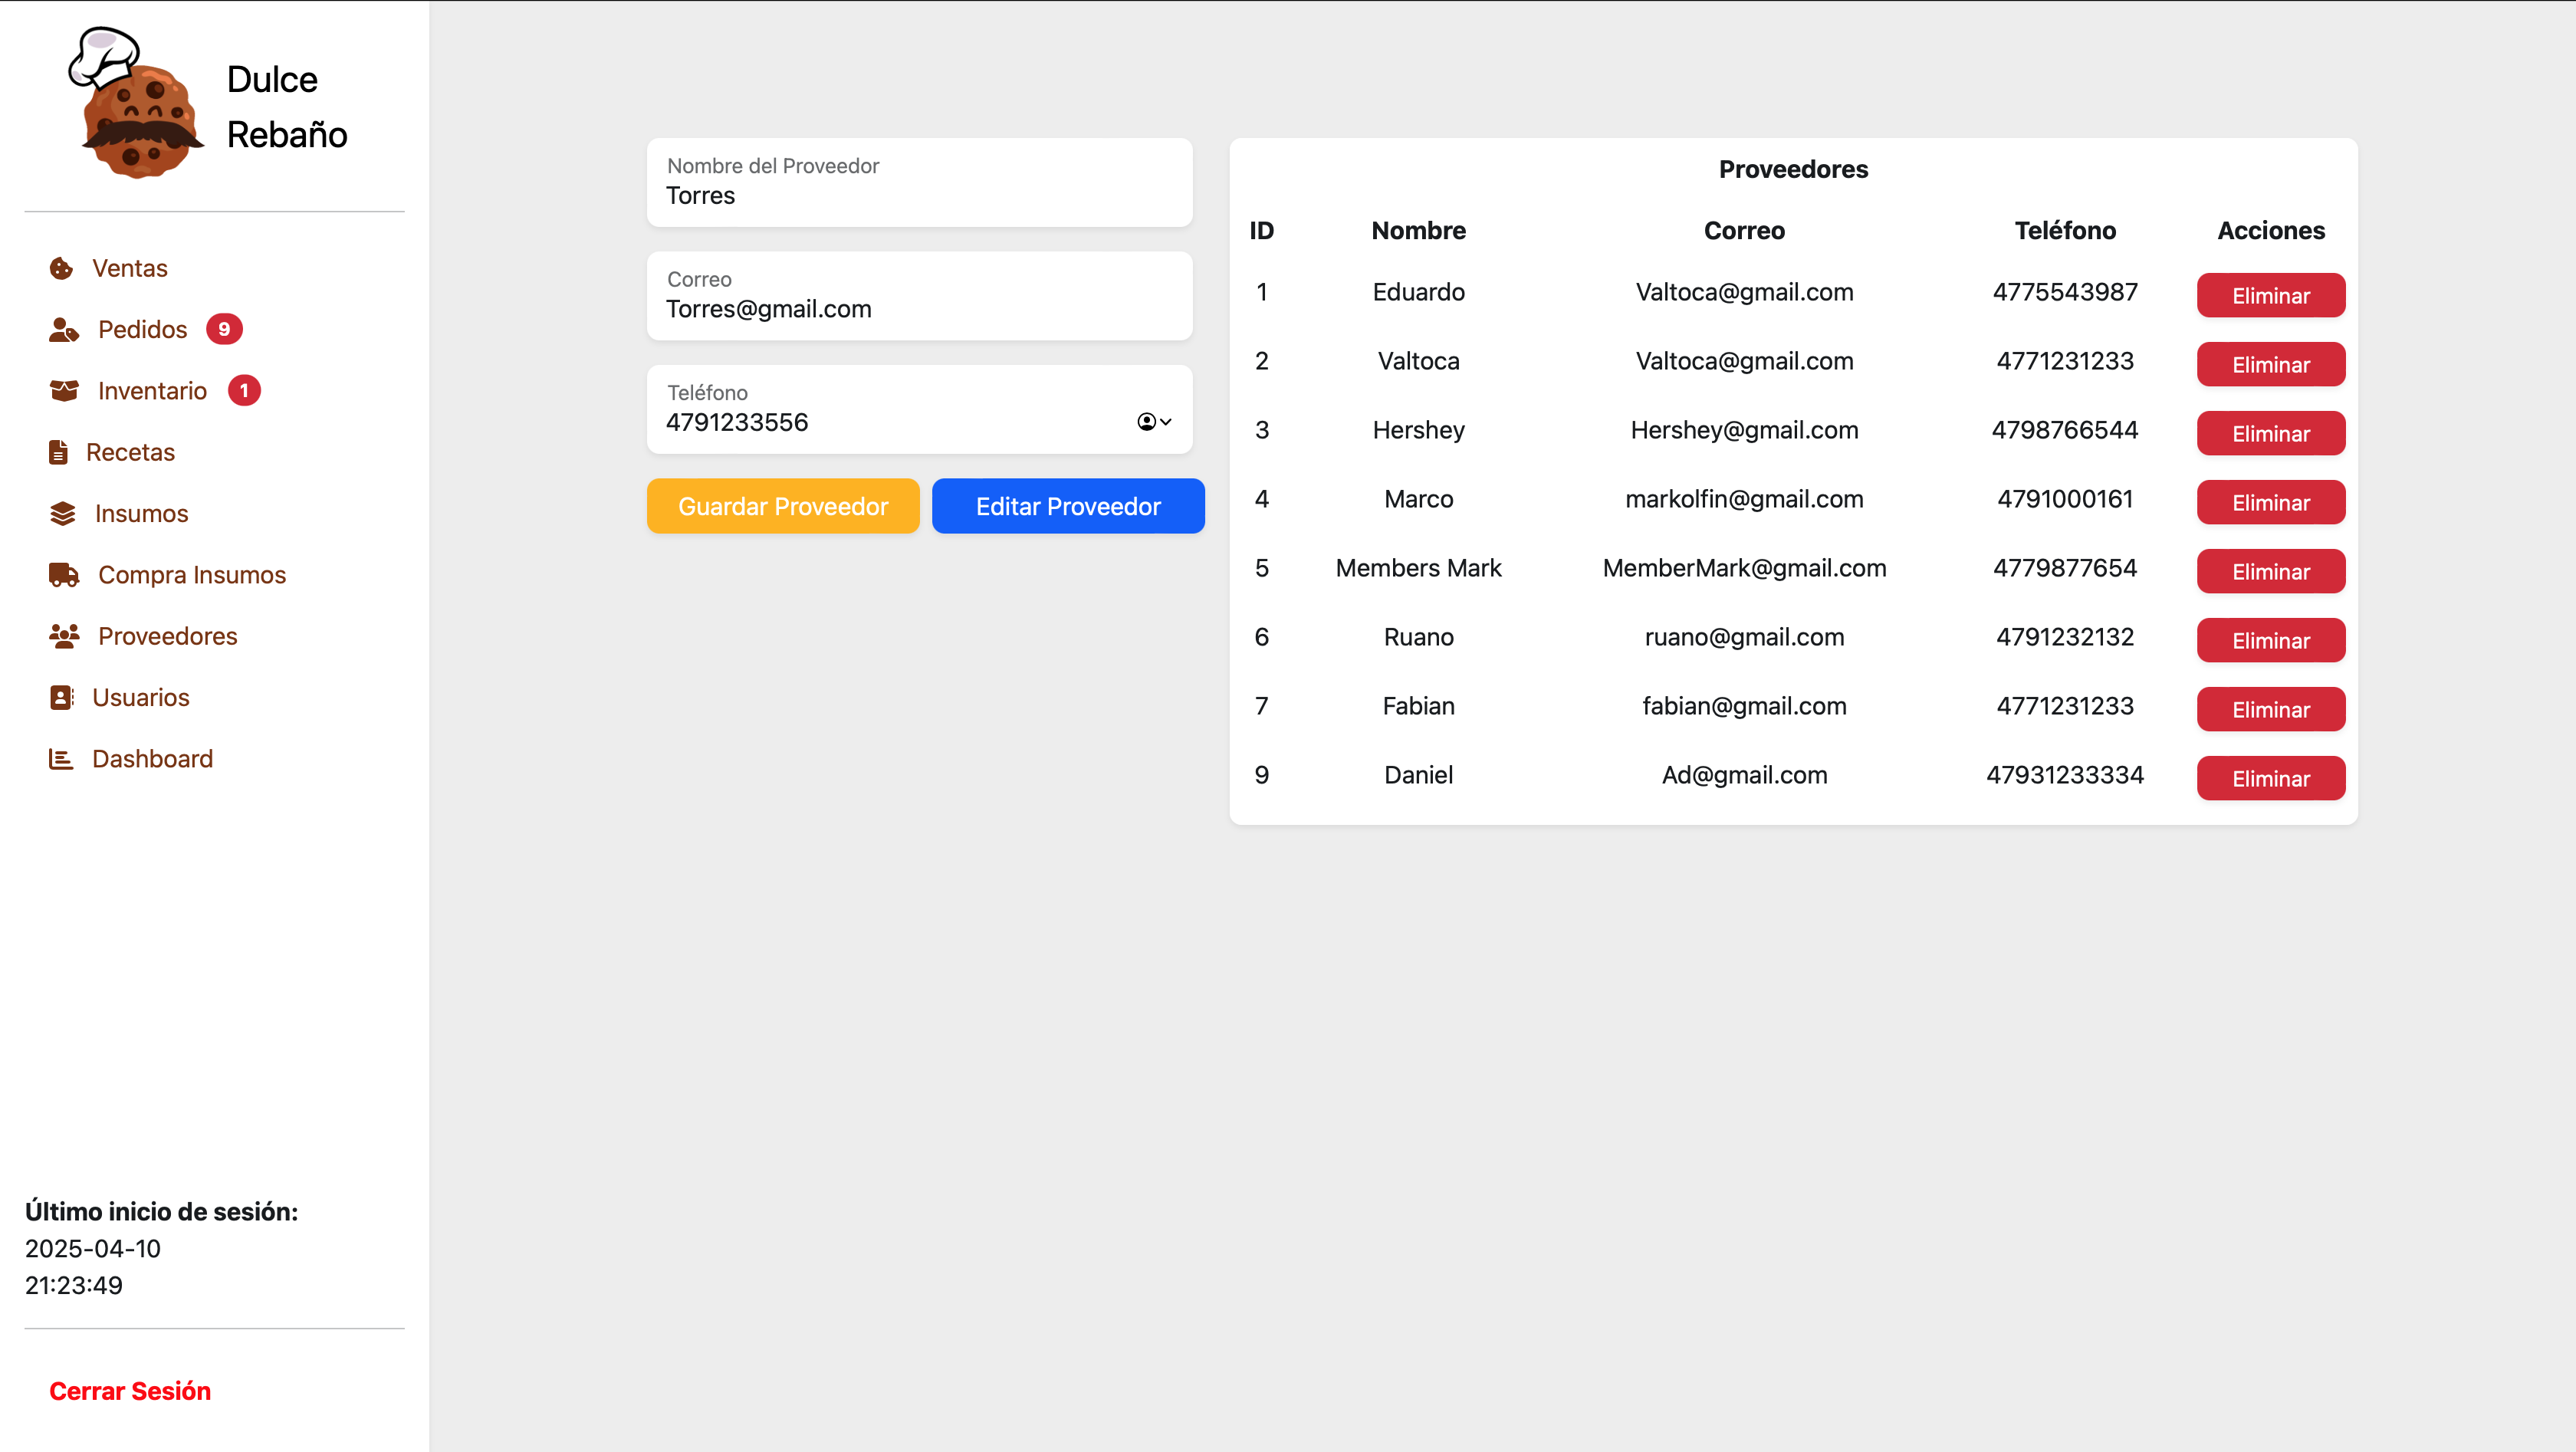 Dulce
Rebaño
Ventas
Pedidos 9
Inventario 1
Recetas
Insumos
Compra Insumos
Proveedores
Usuarios
Dashboard
Último inicio de sesión:
2025-04-10
21:23:49
Cerrar Sesión
Nombre del Proveedor
Torres
Correo
Torres@gmail.com
Teléfono
4791233556
Guardar Proveedor Editar Proveedor
Proveedores
ID Nombre Correo Teléfono Acciones
1 Eduardo Valtoca@gmail.com 4775543987 Eliminar
2 Valtoca Valtoca@gmail.com 4771231233 Eliminar
3 Hershey Hershey@gmail.com 4798766544 Eliminar
4 Marco markolfin@gmail.com 4791000161 Eliminar
5 Members Mark MemberMark@gmail.com 4779877654 Eliminar
6 Ruano ruano@gmail.com 4791232132 Eliminar
7 Fabian fabian@gmail.com 4771231233 Eliminar
9 Daniel Ad@gmail.com 47931233334 Eliminar